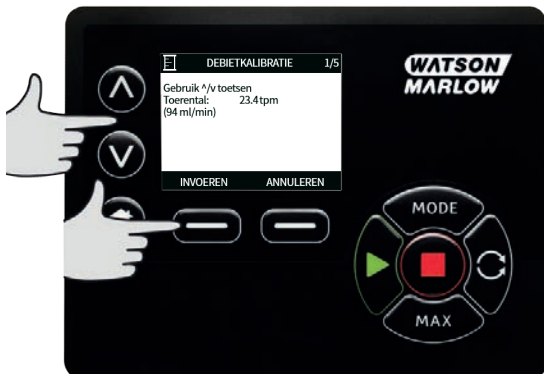 DEBIETKALIBRATIE 1/5
Gebruik ^/v toetsen
Toerental: 23.4 tpm
(94 ml/min)
INVOEREN ANNULEREN
WATSON
MARLOW
MODE
MAX